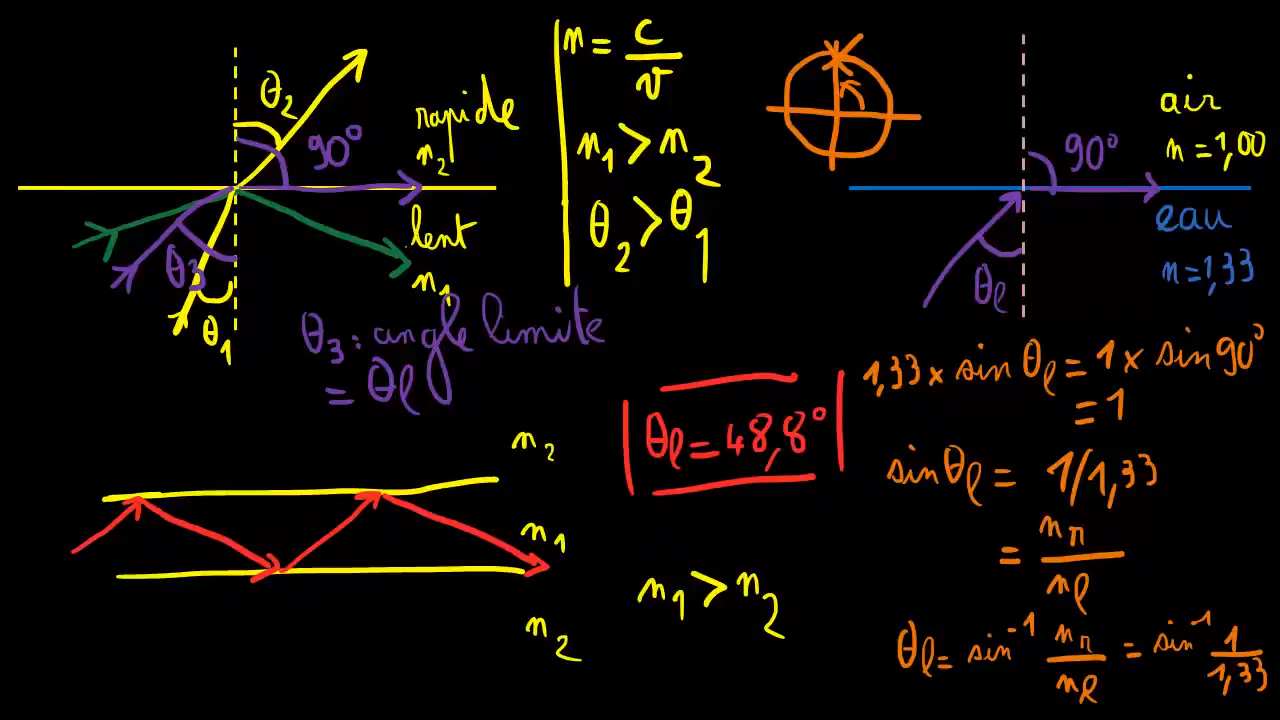 θ2
90°
rapide
n2
lent
n1
θ3
θ1
θ3 : angle limite
= θℓ
n = c/v
n1 > n2
θ2 > θ1
air
n = 1,00
90°
eau
n = 1,33
θℓ
1,33 × sin θℓ = 1 × sin 90°
= 1
sin θℓ = 1/1,33
= nr/nℓ
θℓ = sin⁻¹ nr/nℓ = sin⁻¹ 1/1,33
θℓ = 48,8°
n2
n1
n2
n1 > n2